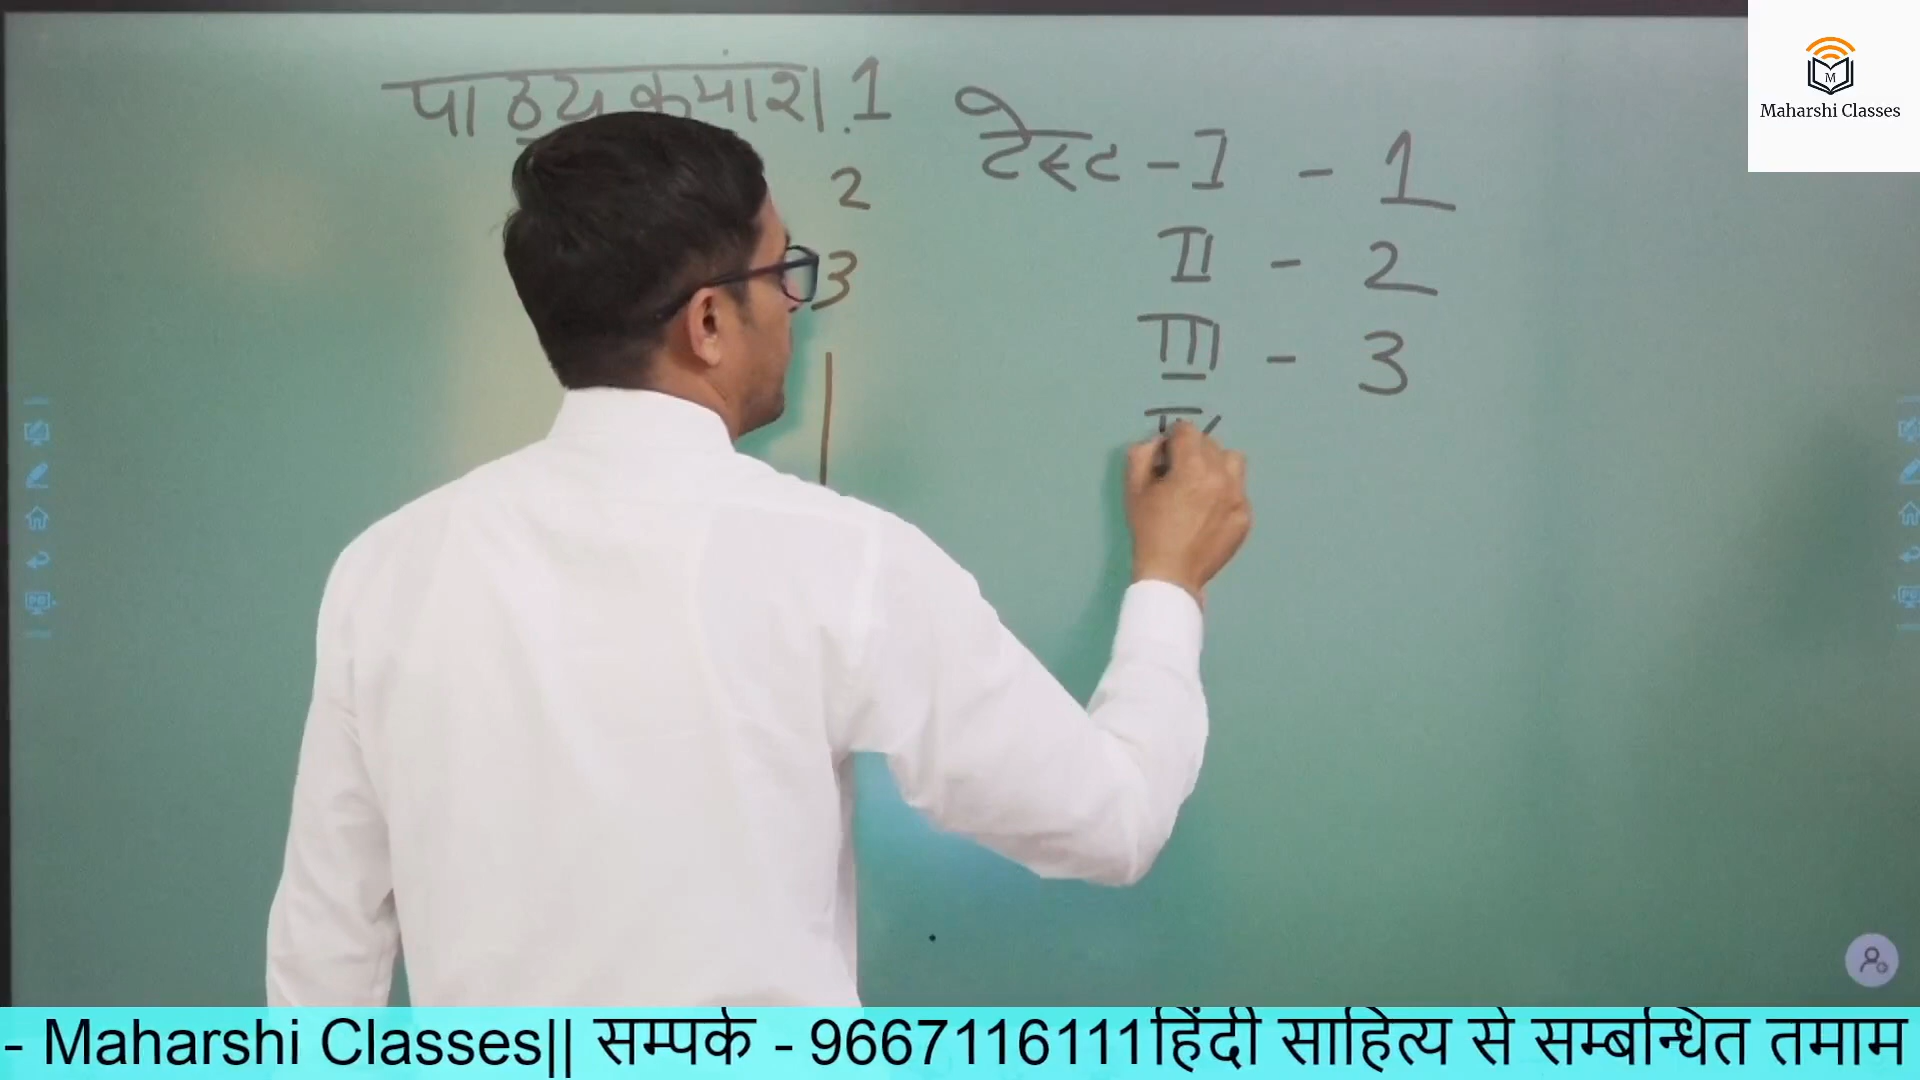 पाठ्यक्रमांश. 1
2
3
टेस्ट - I - 1
II - 2
III - 3
IV
M
Maharshi Classes
- Maharshi Classes|| सम्पर्क - 9667116111हिंदी साहित्य से सम्बन्धित तमाम